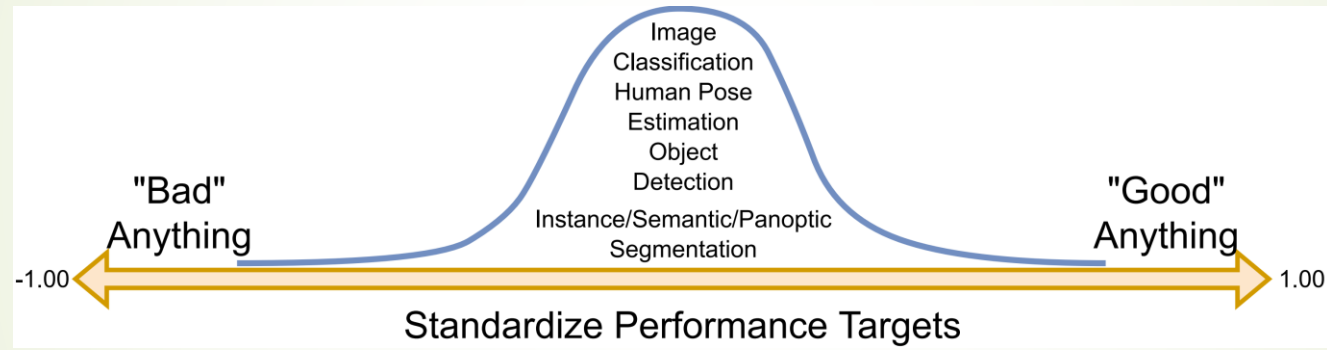 Image
Classification
Human Pose
Estimation
Object
Detection
Instance/Semantic/Panoptic
Segmentation
"Bad"
Anything
"Good"
Anything
-1.00
1.00
Standardize Performance Targets